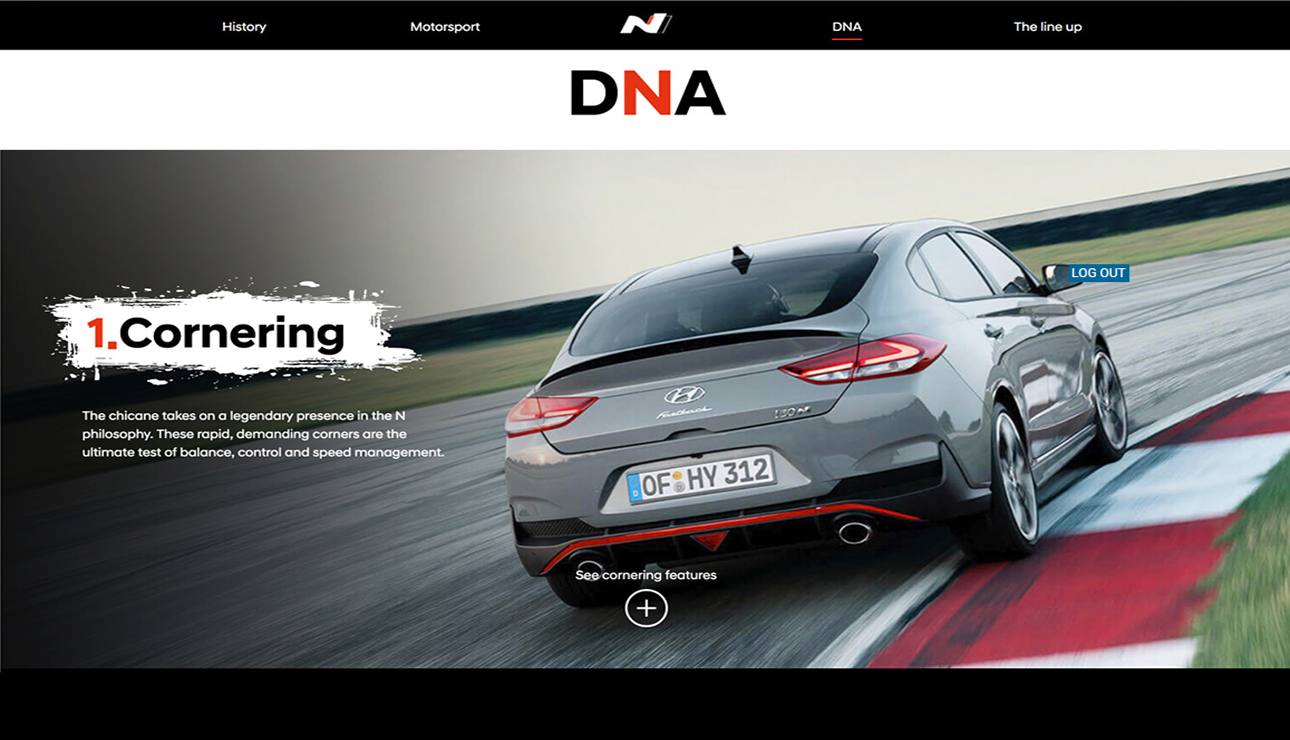 History
Motorsport
N
DNA
The line up
DNA
LOG OUT
1.Cornering
The chicane takes on a legendary presence in the N
philosophy. These rapid, demanding corners are the
ultimate test of balance, control and speed management.
Fastback
i30 N
D
OF HY 312
See cornering features